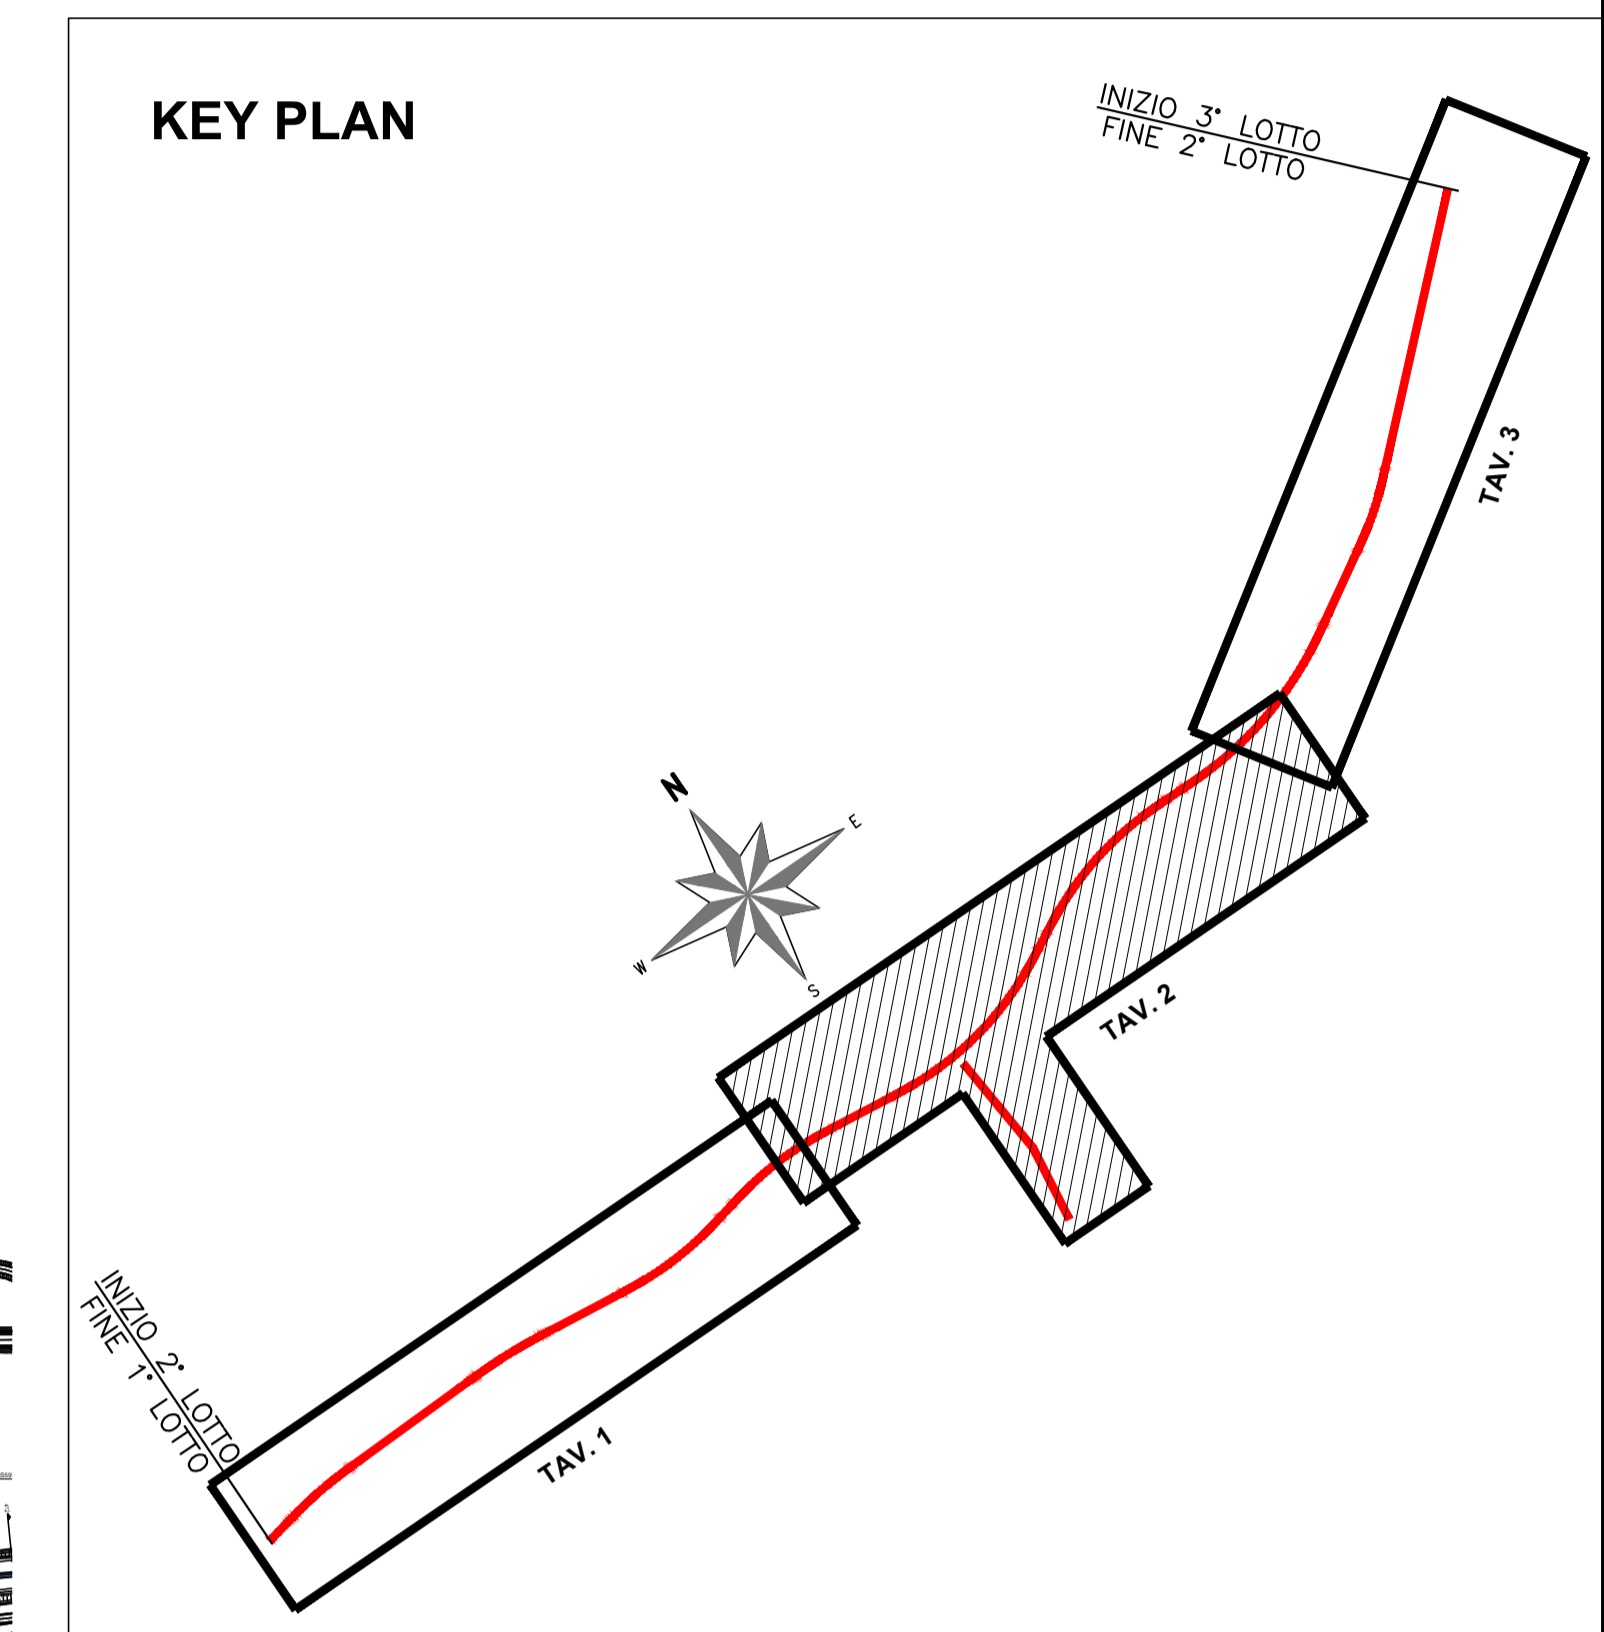 KEY PLAN
INIZIO 3° LOTTO
FINE 2° LOTTO
TAV. 3
N
E
W
S
TAV. 2
INIZIO 2° LOTTO
FINE 1° LOTTO
TAV. 1